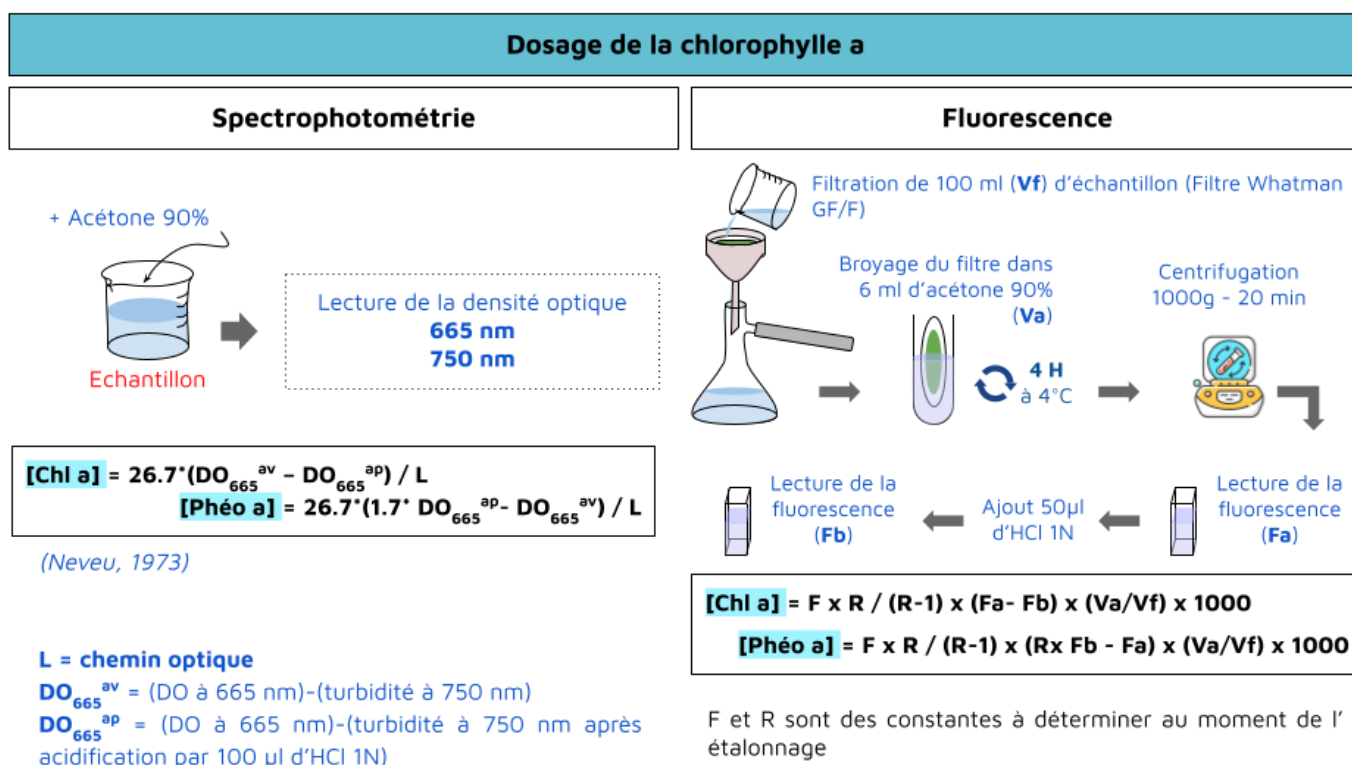 Dosage de la chlorophylle a
Spectrophotométrie
+ Acétone 90%
Echantillon
Lecture de la densité optique
665 nm
750 nm
[Chl a] = 26.7*(DO665av – DO665ap) / L
[Phéo a] = 26.7*(1.7* DO665ap- DO665av) / L
(Neveu, 1973)
L = chemin optique
DO665av = (DO à 665 nm)-(turbidité à 750 nm)
DO665ap = (DO à 665 nm)-(turbidité à 750 nm après
acidification par 100 µl d’HCl 1N)
Fluorescence
Filtration de 100 ml (Vf) d’échantillon (Filtre Whatman
GF/F)
Broyage du filtre dans
6 ml d’acétone 90%
(Va)
4 H
à 4°C
Centrifugation
1000g - 20 min
Lecture de la
fluorescence
(Fa)
Ajout 50µl
d’HCl 1N
Lecture de la
fluorescence
(Fb)
[Chl a] = F x R / (R-1) x (Fa- Fb) x (Va/Vf) x 1000
[Phéo a] = F x R / (R-1) x (Rx Fb - Fa) x (Va/Vf) x 1000
F et R sont des constantes à déterminer au moment de l’
étalonnage